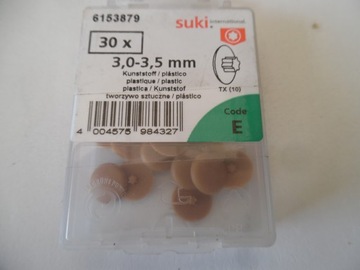 6153879
suki.
international
30 x
3,0-3,5 mm
Kunststoff / plástico
plastique / plastic
plastica / Kunststof
tworzywo sztuczne / plástico
TX (10)
Code
E
4 004575 984327